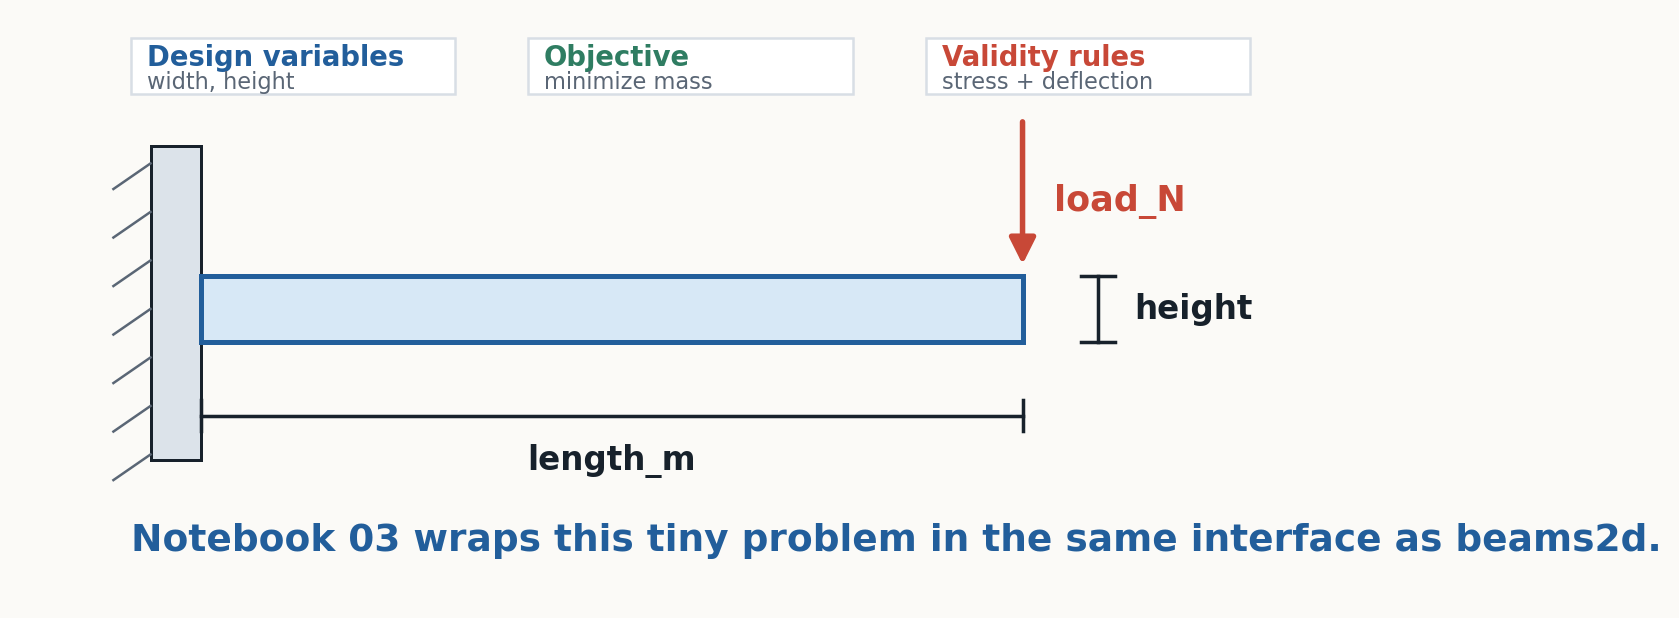 Design variables
width, height
Objective
minimize mass
Validity rules
stress + deflection
load_N
height
length_m
Notebook 03 wraps this tiny problem in the same interface as beams2d.